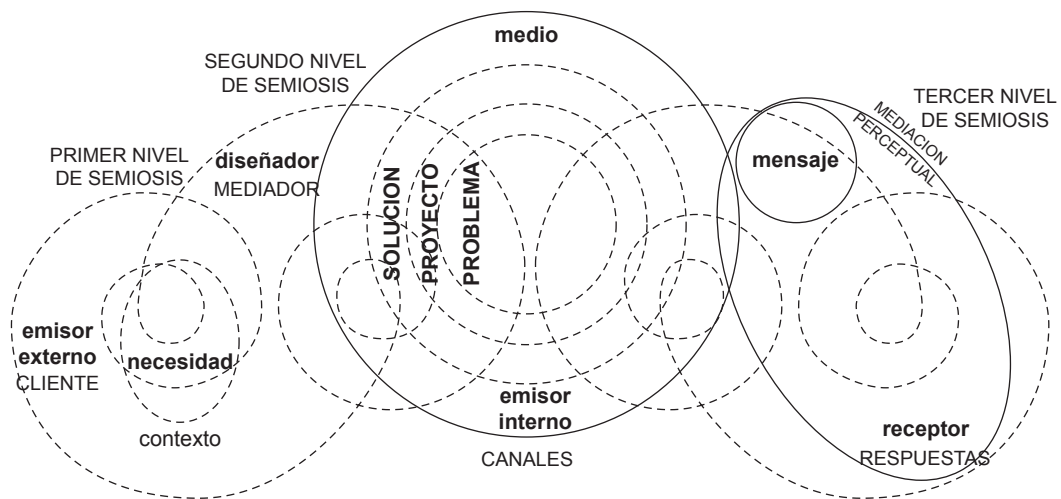 medio
SEGUNDO NIVEL
DE SEMIOSIS
TERCER NIVEL
DE SEMIOSIS
MEDIACION
PERCEPTUAL
mensaje
PRIMER NIVEL
DE SEMIOSIS
diseñador
MEDIADOR
SOLUCION
PROYECTO
PROBLEMA
emisor
externo
CLIENTE
necesidad
contexto
emisor
interno
CANALES
receptor
RESPUESTAS